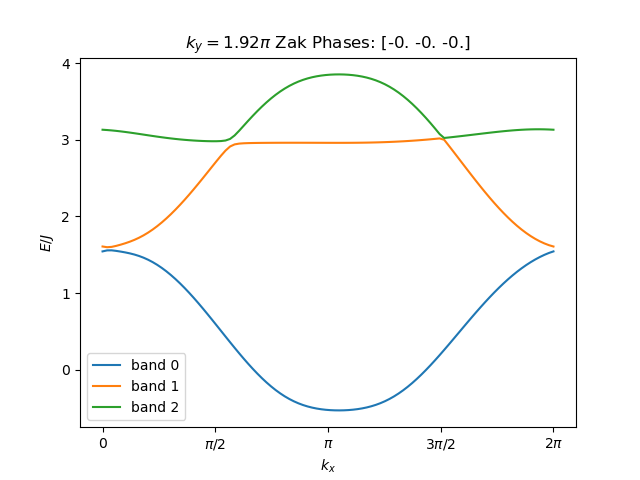 k_y = 1.92π Zak Phases: [-0. -0. -0.]
4
3
2
1
0
E/J
band 0
band 1
band 2
0 π/2 π 3π/2 2π
k_x